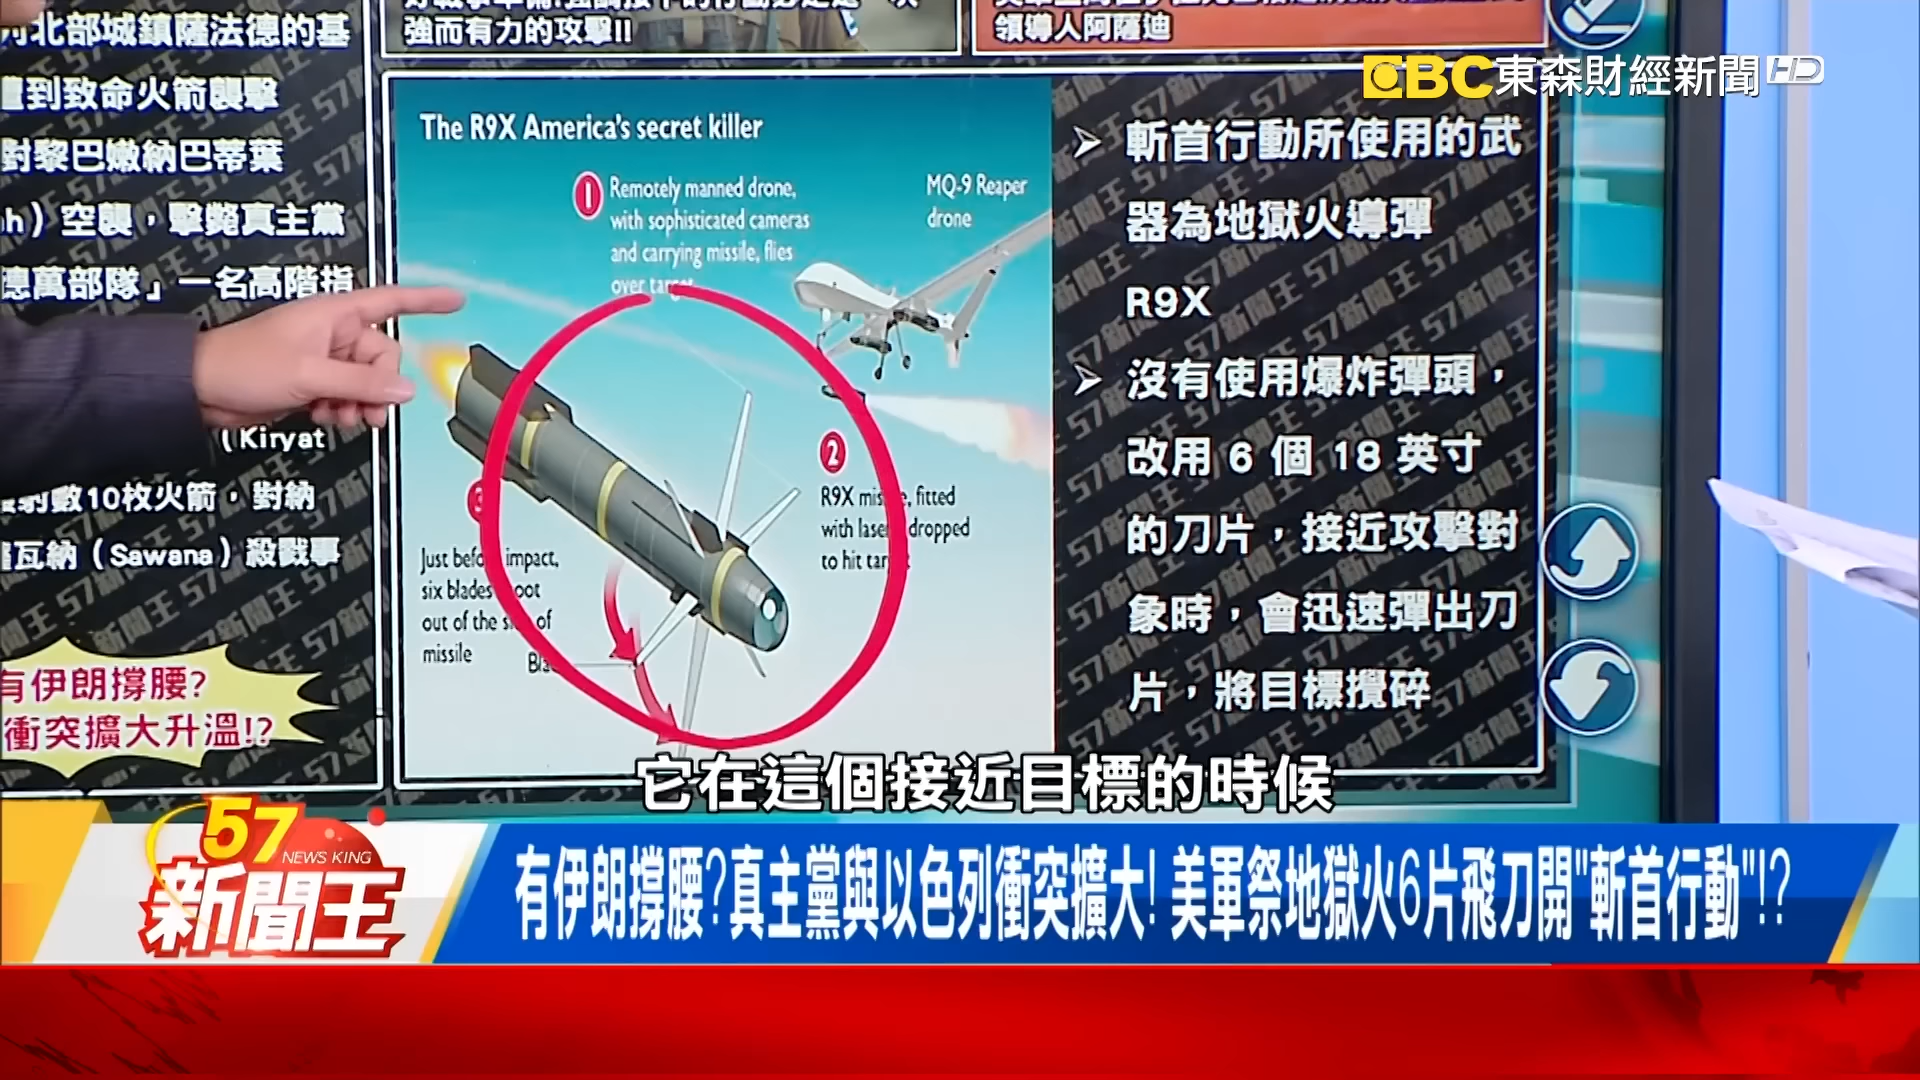 強而有力的攻擊!!
領導人阿薩迪
EBC 東森財經新聞 HD
北部城鎮薩法德的基
到致命火箭襲擊
對黎巴嫩納巴蒂葉
h）空襲，擊斃真主黨
德萬部隊」一名高階指
（Kiryat
射數10枚火箭，對納
瓦納（Sawana）殺戮事
有伊朗撐腰?
衝突擴大升溫!?
The R9X America's secret killer
1
Remotely manned drone,
with sophisticated cameras
and carrying missile, flies
over target
MQ-9 Reaper
drone
2
R9X missile, fitted
with laser, dropped
to hit target
3
Just before impact,
six blades shoot
out of the side of
missile
➢ 斬首行動所使用的武
器為地獄火導彈
R9X
➢ 沒有使用爆炸彈頭，
改用 6 個 18 英寸
的刀片，接近攻擊對
象時，會迅速彈出刀
片，將目標攪碎
它在這個接近目標的時候
57
NEWS KING
新聞王
有伊朗撐腰?真主黨與以色列衝突擴大! 美軍祭地獄火6片飛刀開"斬首行動"!?